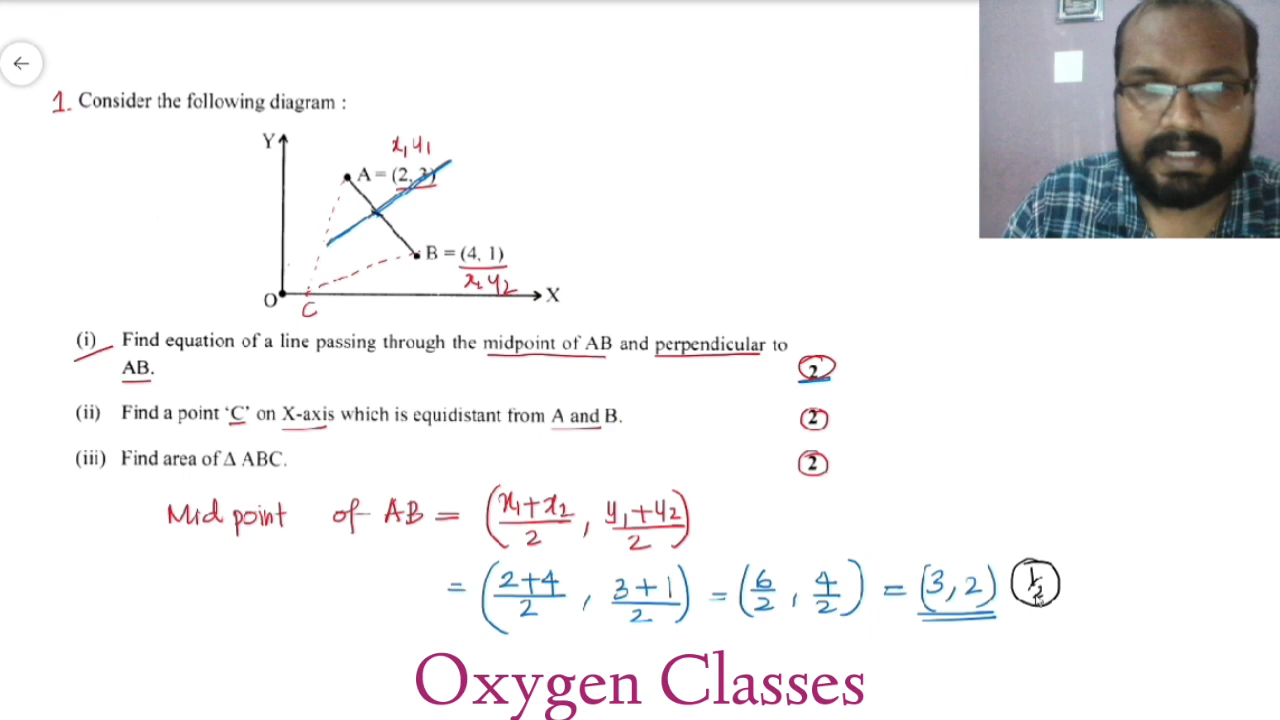 1. Consider the following diagram :
Y
x1 y1
A = (2, 3)
B = (4, 1)
x2 y2
O
C
X
(i) Find equation of a line passing through the midpoint of AB and perpendicular to
AB. 2
(ii) Find a point ‘C’ on X-axis which is equidistant from A and B. 2
(iii) Find area of Δ ABC. 2
Mid point of AB = (x1+x2/2, y1+y2/2)
= (2+4/2, 3+1/2) = (6/2, 4/2) = (3,2) 1/2
Oxygen Classes